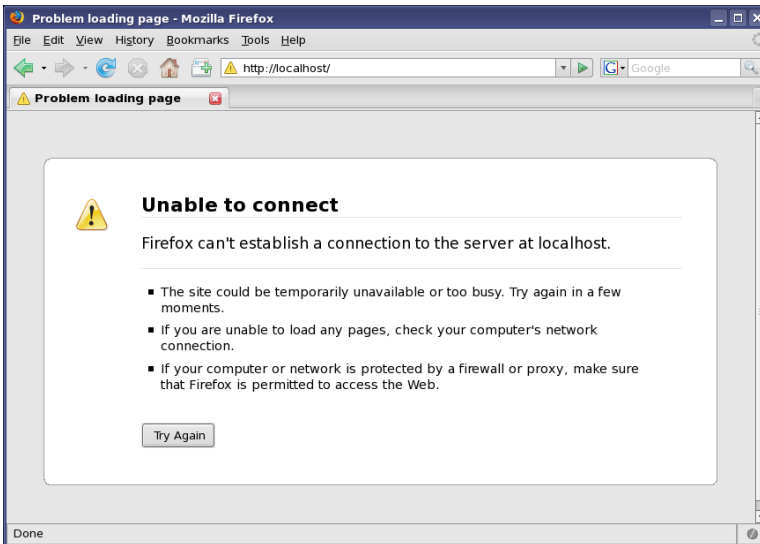 Problem loading page - Mozilla Firefox
File Edit View History Bookmarks Tools Help
http://localhost/
G
Google
Problem loading page
Unable to connect
Firefox can't establish a connection to the server at localhost.
The site could be temporarily unavailable or too busy. Try again in a few
moments.
If you are unable to load any pages, check your computer's network
connection.
If your computer or network is protected by a firewall or proxy, make sure
that Firefox is permitted to access the Web.
Try Again
Done